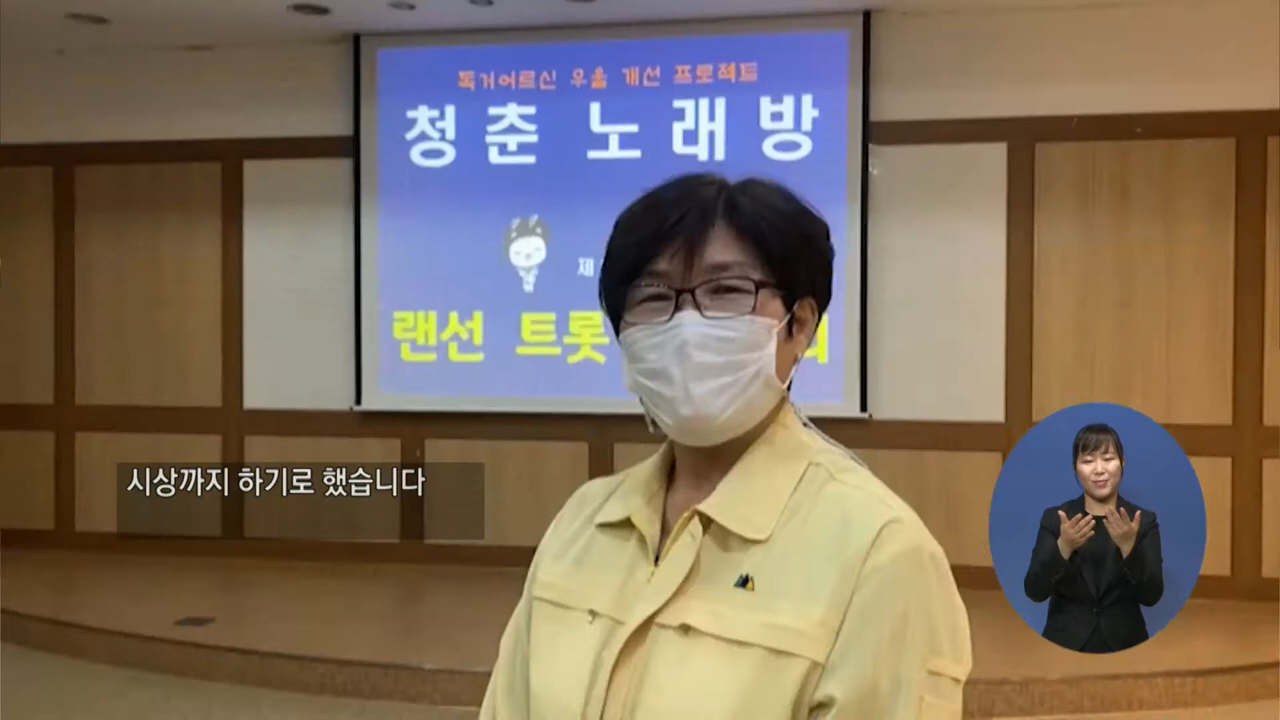 독거어르신 우울 개선 프로젝트
청춘 노래방
제
랜선 트롯
시상까지 하기로 했습니다